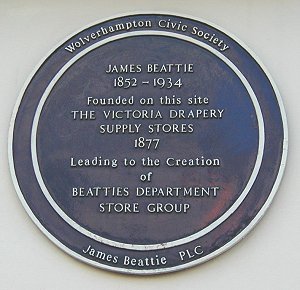 Wolverhampton Civic Society
JAMES BEATTIE
1852 - 1934
Founded on this site
THE VICTORIA DRAPERY
SUPPLY STORES
1877
Leading to the Creation
of
BEATTIES DEPARTMENT
STORE GROUP
James Beattie PLC